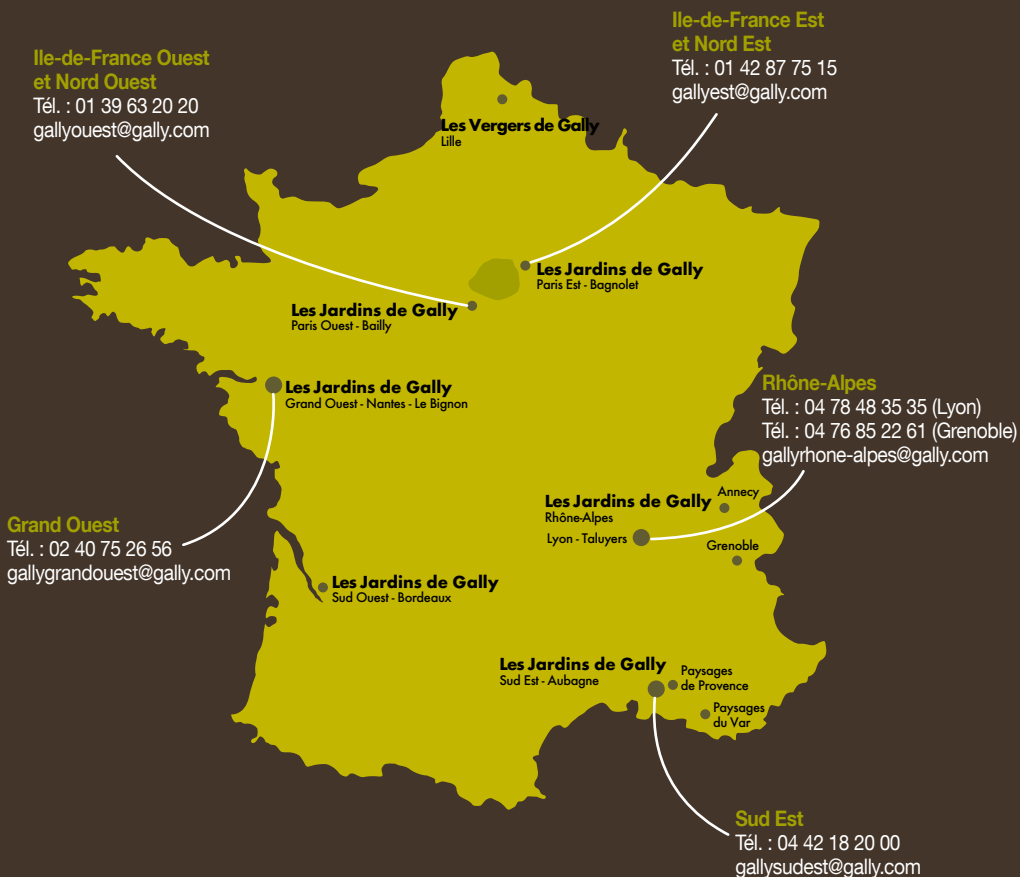 Ile-de-France Ouest
et Nord Ouest
Tél. : 01 39 63 20 20
gallyouest@gally.com
Ile-de-France Est
et Nord Est
Tél. : 01 42 87 75 15
gallyest@gally.com
Les Vergers de Gally
Lille
Les Jardins de Gally
Paris Est - Bagnolet
Les Jardins de Gally
Paris Ouest - Bailly
Les Jardins de Gally
Grand Ouest - Nantes - Le Bignon
Rhône-Alpes
Tél. : 04 78 48 35 35 (Lyon)
Tél. : 04 76 85 22 61 (Grenoble)
gallyrhone-alpes@gally.com
Les Jardins de Gally
Rhône-Alpes
Lyon - Taluyers
Annecy
Grenoble
Grand Ouest
Tél. : 02 40 75 26 56
gallygrandouest@gally.com
Les Jardins de Gally
Sud Ouest - Bordeaux
Les Jardins de Gally
Sud Est - Aubagne
Paysages
de Provence
Paysages
du Var
Sud Est
Tél. : 04 42 18 20 00
gallysudest@gally.com